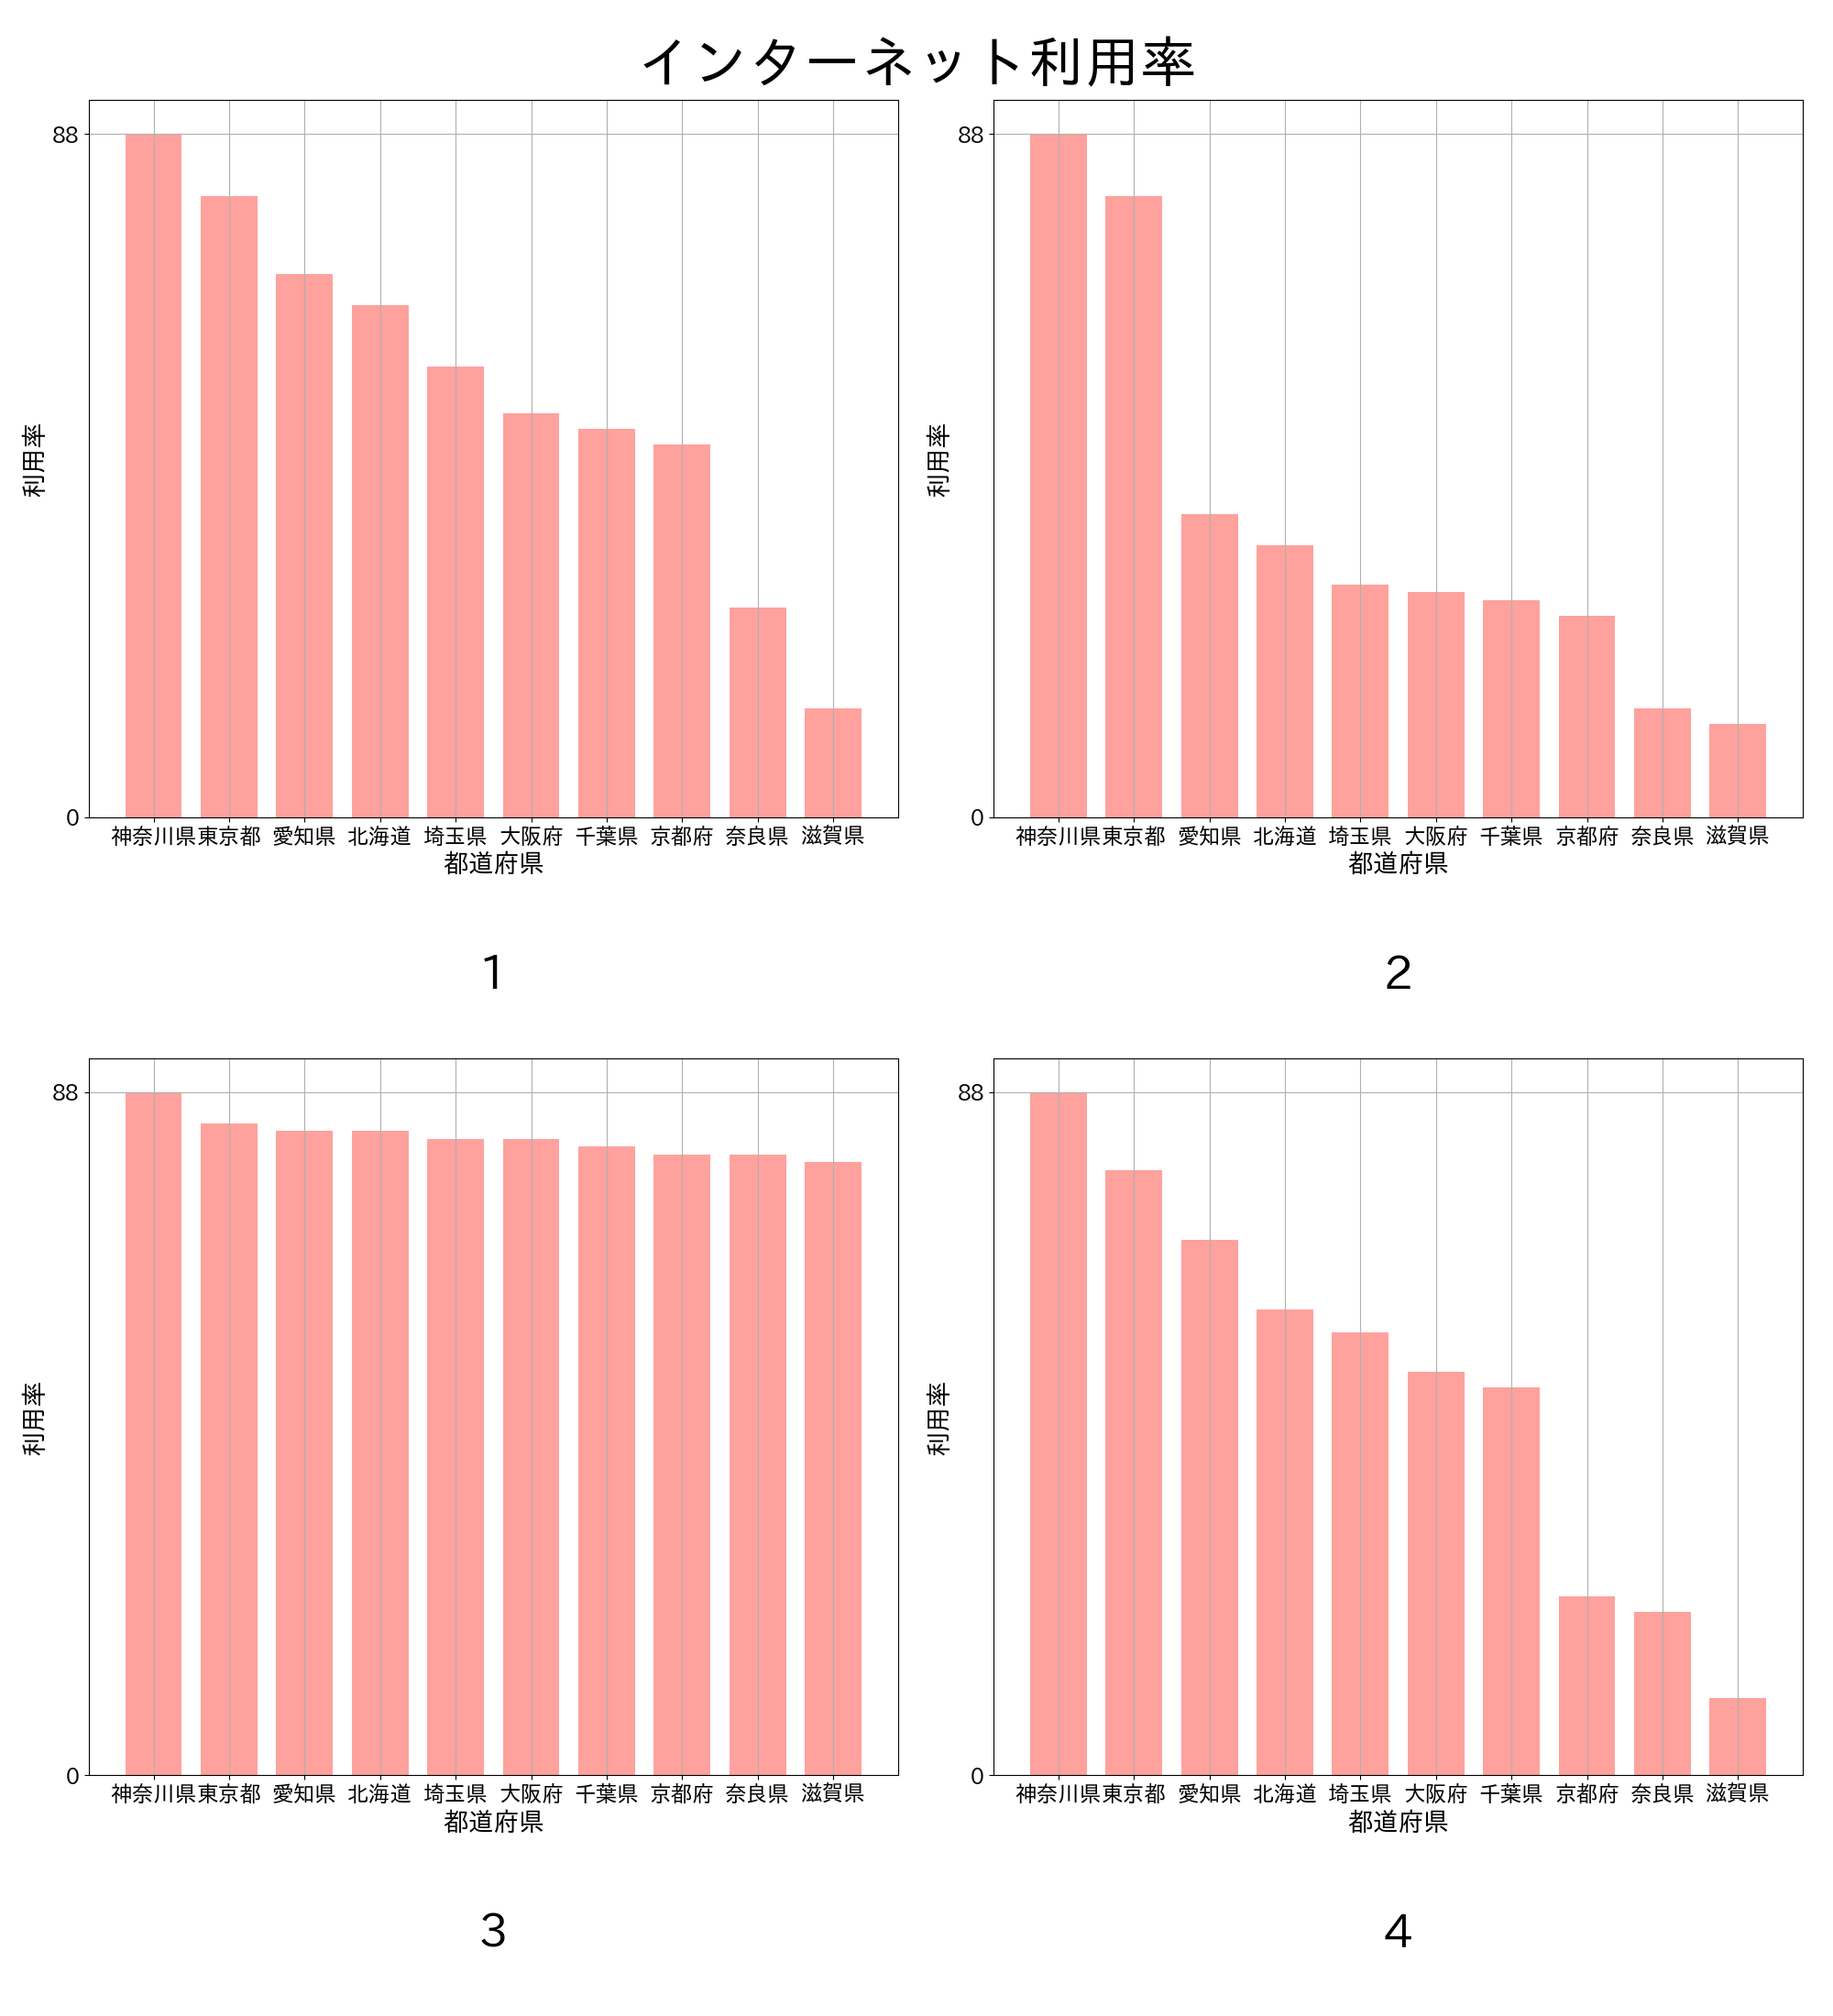 インターネット利用率
88
0
利用率
神奈川県 東京都 愛知県 北海道 埼玉県 大阪府 千葉県 京都府 奈良県 滋賀県
都道府県
1
88
0
利用率
神奈川県 東京都 愛知県 北海道 埼玉県 大阪府 千葉県 京都府 奈良県 滋賀県
都道府県
2
88
0
利用率
神奈川県 東京都 愛知県 北海道 埼玉県 大阪府 千葉県 京都府 奈良県 滋賀県
都道府県
3
88
0
利用率
神奈川県 東京都 愛知県 北海道 埼玉県 大阪府 千葉県 京都府 奈良県 滋賀県
都道府県
4